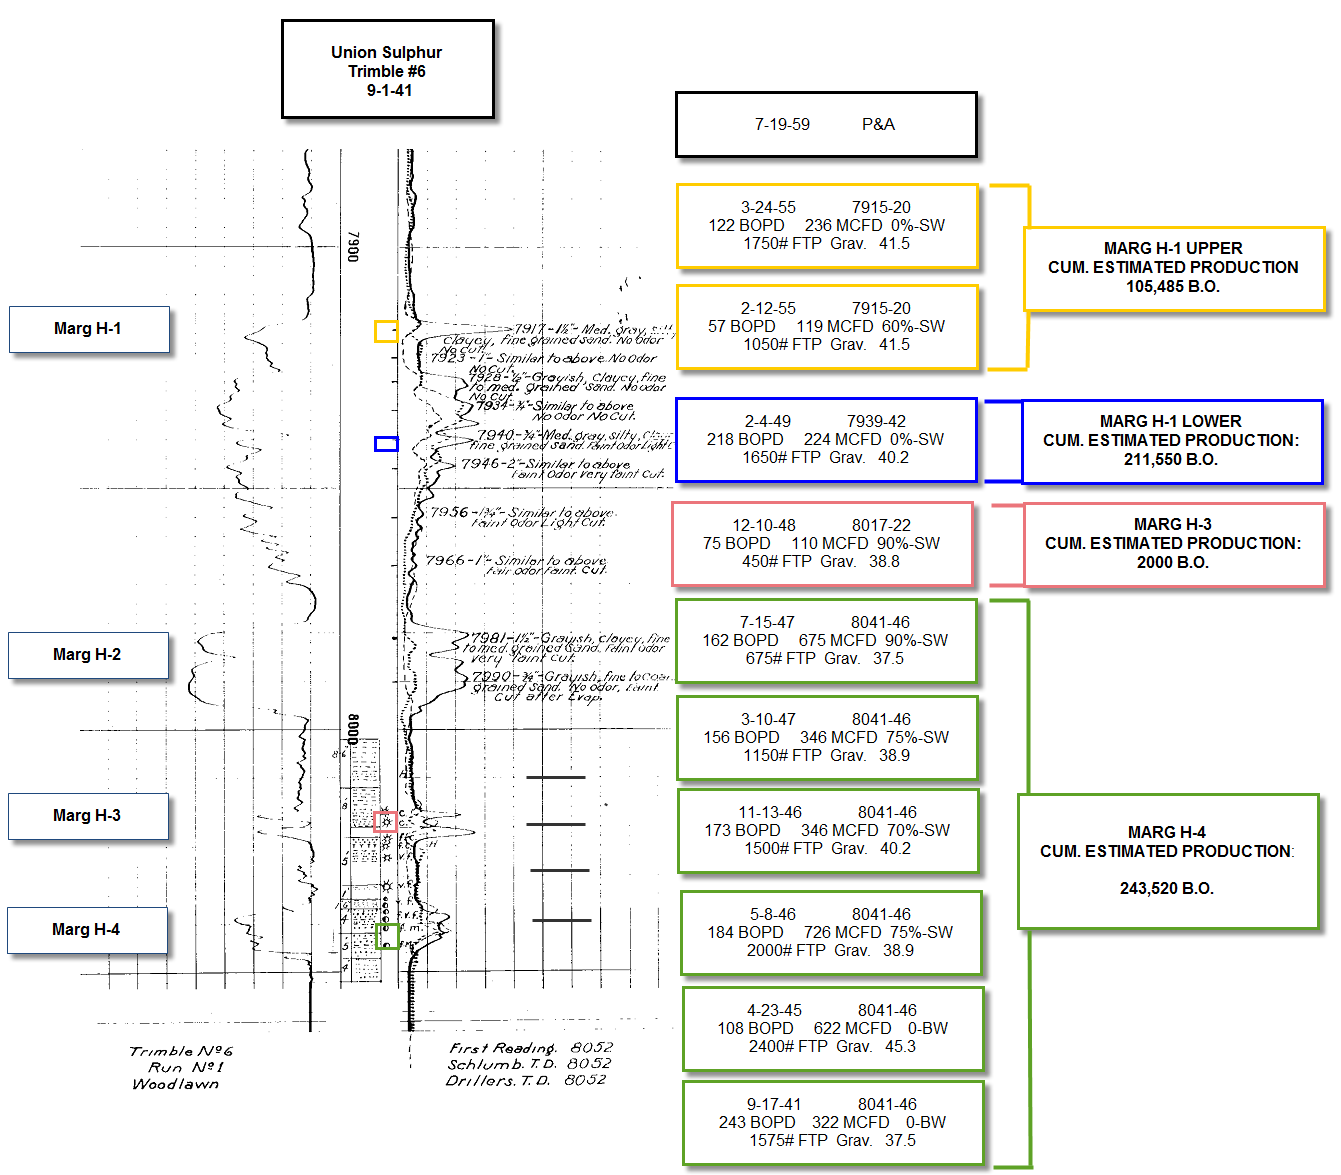 Union Sulphur
Trimble #6
9-1-41
7-19-59 P&A
3-24-55 7915-20
122 BOPD 236 MCFD 0%-SW
1750# FTP Grav. 41.5
2-12-55 7915-20
57 BOPD 119 MCFD 60%-SW
1050# FTP Grav. 41.5
MARG H-1 UPPER
CUM. ESTIMATED PRODUCTION
105,485 B.O.
2-4-49 7939-42
218 BOPD 224 MCFD 0%-SW
1650# FTP Grav. 40.2
MARG H-1 LOWER
CUM. ESTIMATED PRODUCTION:
211,550 B.O.
12-10-48 8017-22
75 BOPD 110 MCFD 90%-SW
450# FTP Grav. 38.8
MARG H-3
CUM. ESTIMATED PRODUCTION:
2000 B.O.
7-15-47 8041-46
162 BOPD 675 MCFD 90%-SW
675# FTP Grav. 37.5
3-10-47 8041-46
156 BOPD 346 MCFD 75%-SW
1150# FTP Grav. 38.9
11-13-46 8041-46
173 BOPD 346 MCFD 70%-SW
1500# FTP Grav. 40.2
5-8-46 8041-46
184 BOPD 726 MCFD 75%-SW
2000# FTP Grav. 38.9
4-23-45 8041-46
108 BOPD 622 MCFD 0-BW
2400# FTP Grav. 45.3
9-17-41 8041-46
243 BOPD 322 MCFD 0-BW
1575# FTP Grav. 37.5
MARG H-4
CUM. ESTIMATED PRODUCTION:
243,520 B.O.
Marg H-1
Marg H-2
Marg H-3
Marg H-4
7900
8000
7917-1½"-Med. gray,
Clayey, fine grained sand. No Odor
No Cut.
7923-1"-Similar to above. No Odor
No Cut.
7928-½"-Grayish, Clayey, fine
to med. grained Sand. No odor
No Cut.
7934-¾"-Similar to above
No Odor No Cut.
7940-¾"-Med. gray, silty,
fine grained sand. Faint Odor Light
7946-2"-Similar to above
Faint Odor Very faint Cut.
7956-1¾"-Similar to above.
Faint Odor Light Cut.
7966-1"-Similar to above
Fair Odor Faint Cut.
7981-1½"-Grayish, Clayey, fine
to med. grained Sand. Faint odor
very faint Cut.
7990-¾"-Grayish, fine to
grained Sand. No odor, faint
Cut after Evap.
Trimble Nº6
Run Nº1
Woodlawn
First Reading. 8052
Schlumb. T.D. 8052
Drillers. T.D. 8052